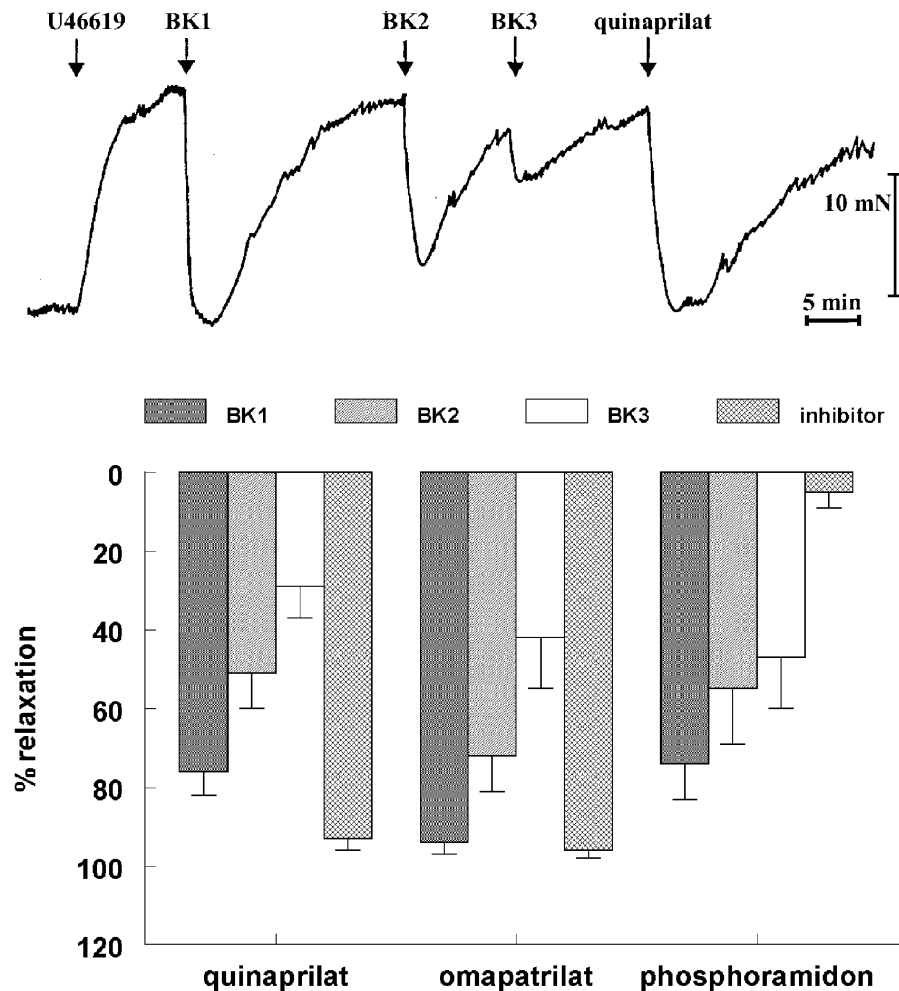 U46619 BK1 BK2 BK3 quinaprilat
10 mN
5 min
BK1 BK2 BK3 inhibitor
% relaxation
0
20
40
60
80
100
120
quinaprilat omapatrilat phosphoramidon